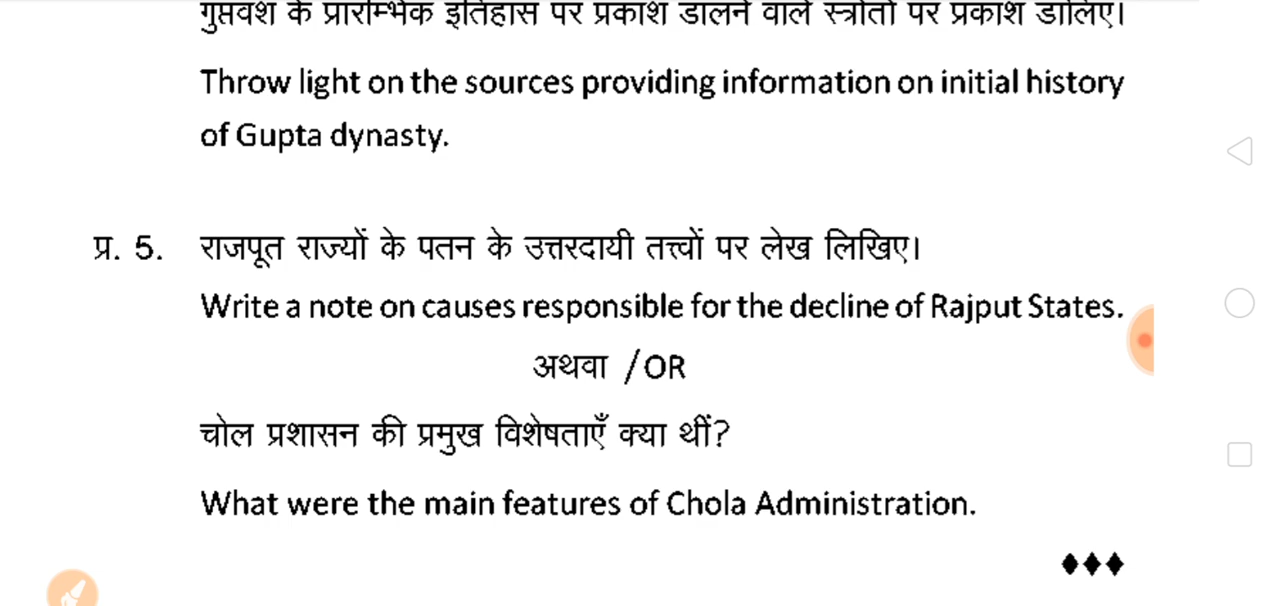 गुप्तवंश के प्रारम्भिक इतिहास पर प्रकाश डालने वाले स्त्रोतों पर प्रकाश डालिए।
Throw light on the sources providing information on initial history
of Gupta dynasty.
प्र. 5. राजपूत राज्यों के पतन के उत्तरदायी तत्त्वों पर लेख लिखिए।
Write a note on causes responsible for the decline of Rajput States.
अथवा /OR
चोल प्रशासन की प्रमुख विशेषताएँ क्या थीं?
What were the main features of Chola Administration.